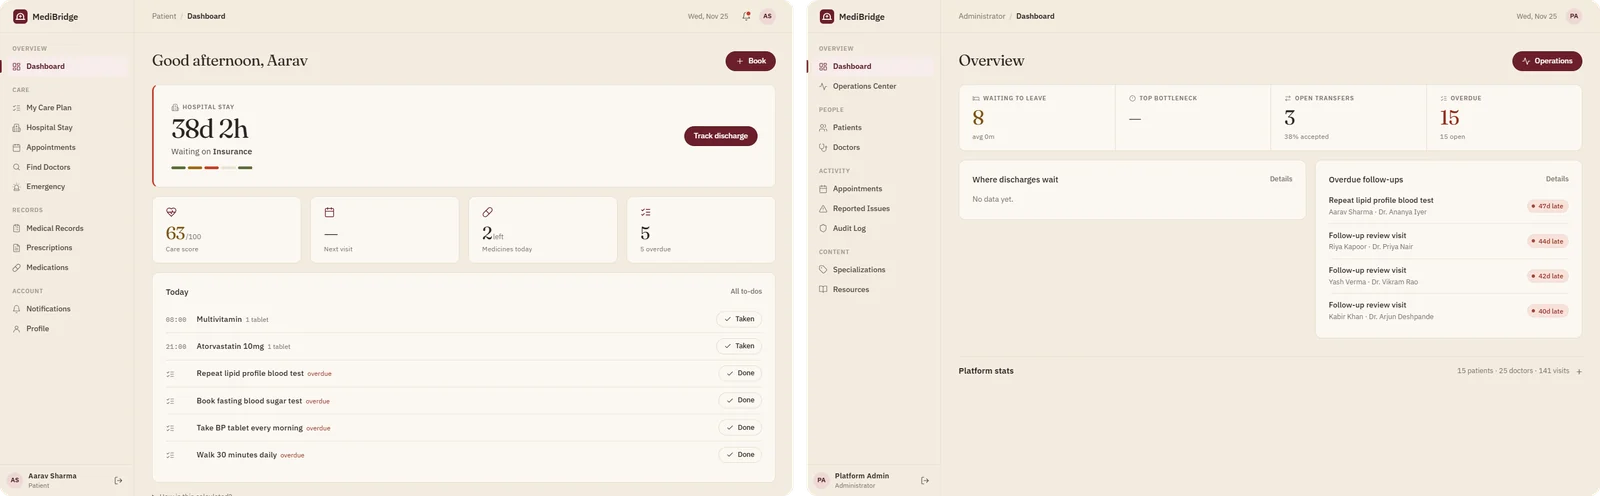 MediBridge
Patient / Dashboard
Wed, Nov 25
AS
OVERVIEW
Dashboard
CARE
My Care Plan
Hospital Stay
Appointments
Find Doctors
Emergency
RECORDS
Medical Records
Prescriptions
Medications
ACCOUNT
Notifications
Profile
AS
Aarav Sharma
Patient
Good afternoon, Aarav
+ Book
HOSPITAL STAY
38d 2h
Waiting on Insurance
Track discharge
63/100
Care score
—
Next visit
2 left
Medicines today
5
5 overdue
Today
All to-dos
08:00 Multivitamin 1 tablet
Taken
21:00 Atorvastatin 10mg 1 tablet
Taken
Repeat lipid profile blood test overdue
Done
Book fasting blood sugar test overdue
Done
Take BP tablet every morning overdue
Done
Walk 30 minutes daily overdue
Done
MediBridge
Administrator / Dashboard
Wed, Nov 25
PA
OVERVIEW
Dashboard
Operations Center
PEOPLE
Patients
Doctors
ACTIVITY
Appointments
Reported Issues
Audit Log
CONTENT
Specializations
Resources
PA
Platform Admin
Administrator
Overview
Operations
WAITING TO LEAVE
8
avg 0m
TOP BOTTLENECK
—
OPEN TRANSFERS
3
38% accepted
OVERDUE
15
15 open
Where discharges wait
Details
No data yet.
Overdue follow-ups
Details
Repeat lipid profile blood test
Aarav Sharma · Dr. Ananya Iyer
47d late
Follow-up review visit
Riya Kapoor · Dr. Priya Nair
44d late
Follow-up review visit
Yash Verma · Dr. Vikram Rao
42d late
Follow-up review visit
Kabir Khan · Dr. Arjun Deshpande
40d late
Platform stats
15 patients · 25 doctors · 141 visits +